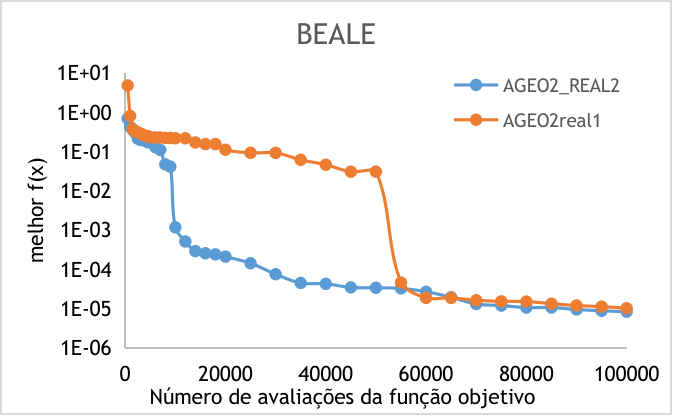 BEALE
1E+01
1E+00
1E-01
1E-02
1E-03
1E-04
1E-05
1E-06
melhor f(x)
AGEO2_REAL2
AGEO2real1
0 20000 40000 60000 80000 100000
Número de avaliações da função objetivo